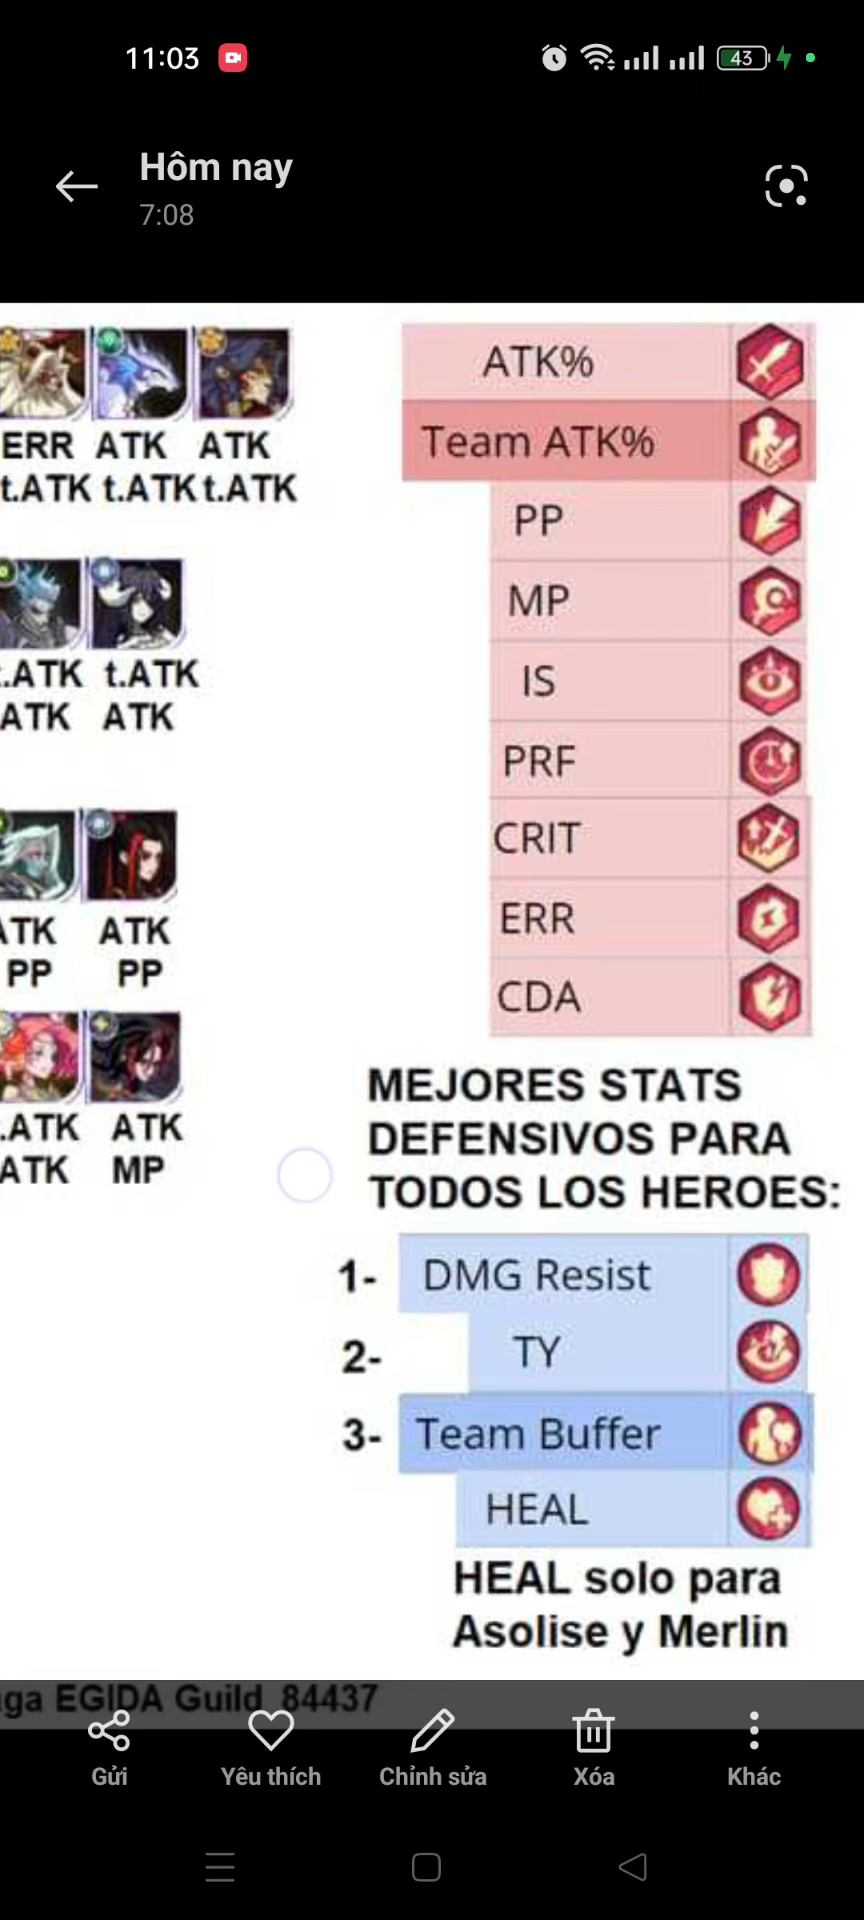 11:03
43
Hôm nay
7:08
ERR ATK ATK
t.ATK t.ATK t.ATK
.ATK t.ATK
ATK ATK
ATK ATK
PP PP
.ATK ATK
ATK MP
ATK%
Team ATK%
PP
MP
IS
PRF
CRIT
ERR
CDA
MEJORES STATS
DEFENSIVOS PARA
TODOS LOS HEROES:
1- DMG Resist
2- TY
3- Team Buffer
HEAL
HEAL solo para
Asolise y Merlin
ga EGIDA Guild 84437
Gửi Yêu thích Chỉnh sửa Xóa Khác